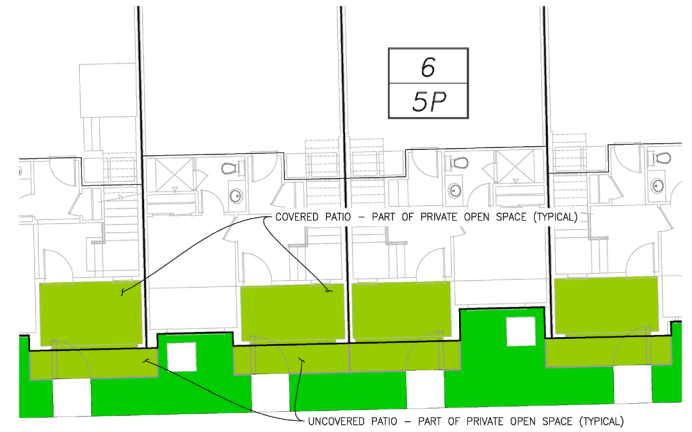 6
5P
COVERED PATIO – PART OF PRIVATE OPEN SPACE (TYPICAL)
UNCOVERED PATIO – PART OF PRIVATE OPEN SPACE (TYPICAL)